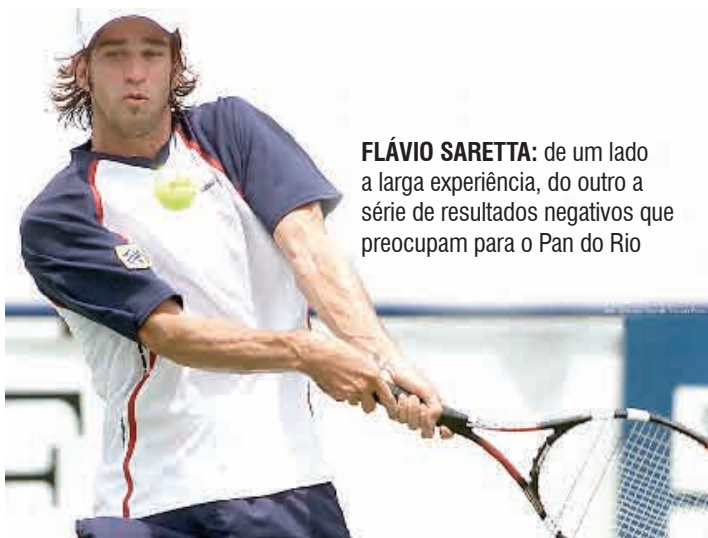 FLÁVIO SARETTA: de um lado
a larga experiência, do outro a
série de resultados negativos que
preocupam para o Pan do Rio